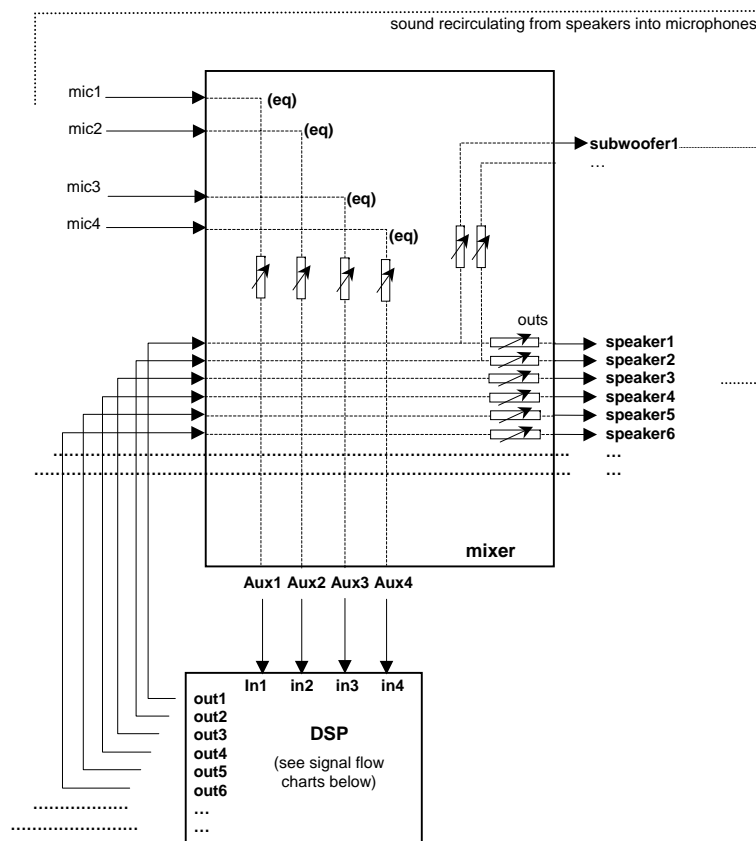 sound recirculating from speakers into microphones
mic1
(eq)
mic2
(eq)
subwoofer1
...
mic3
(eq)
mic4
(eq)
outs
speaker1
speaker2
speaker3
speaker4
speaker5
speaker6
...
...
mixer
Aux1 Aux2 Aux3 Aux4
In1 in2 in3 in4
out1
out2
out3
out4
out5
out6
...
...
DSP
(see signal flow
charts below)